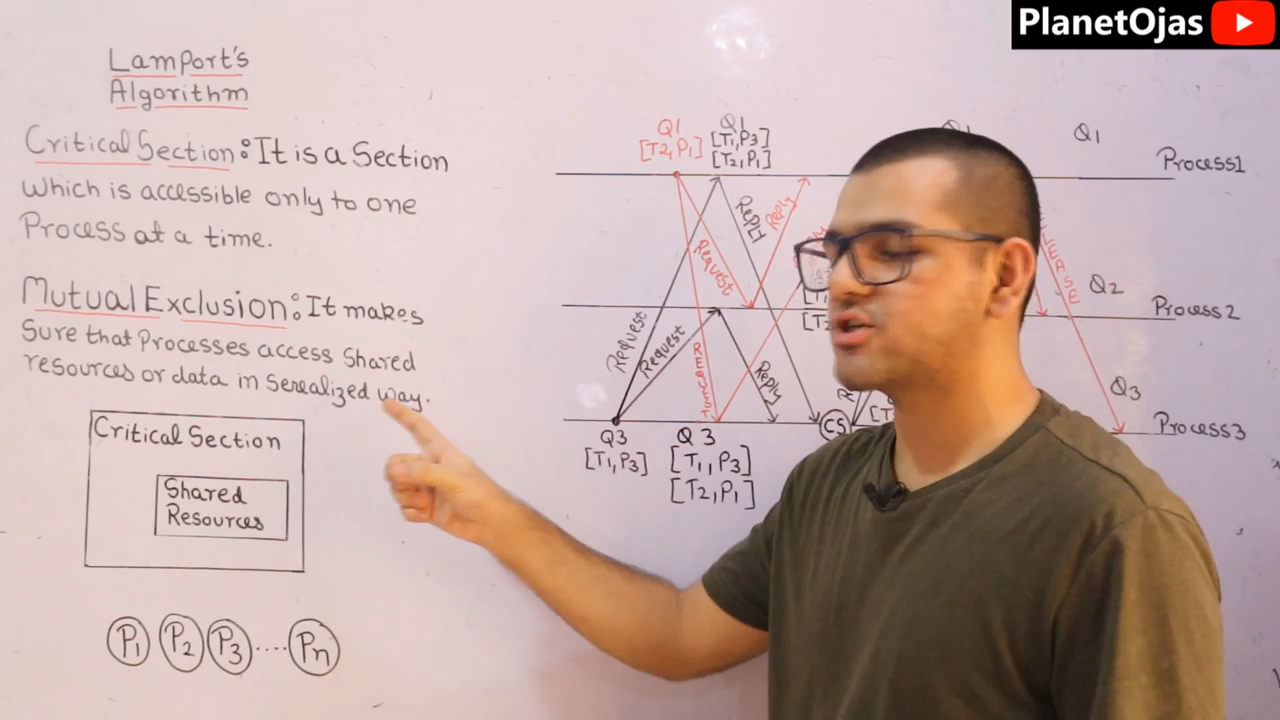 PlanetOjas
Lamport's
Algorithm
Critical Section: It is a Section
which is accessible only to one
Process at a time.
Mutual Exclusion: It makes
Sure that Processes access Shared
resources or data in Serealized way.
Critical Section
Shared
Resources
P1 P2 P3 .... Pn
Q1
[T2,P1]
Q1
[T1,P3]
[T2,P1]
Q1
Process1
Request
Request
Request
REQUEST
Reply
Reply
Reply
Q2
Process2
CS
Q3
Process3
Q3
[T1,P3]
Q3
[T1,P3]
[T2,P1]